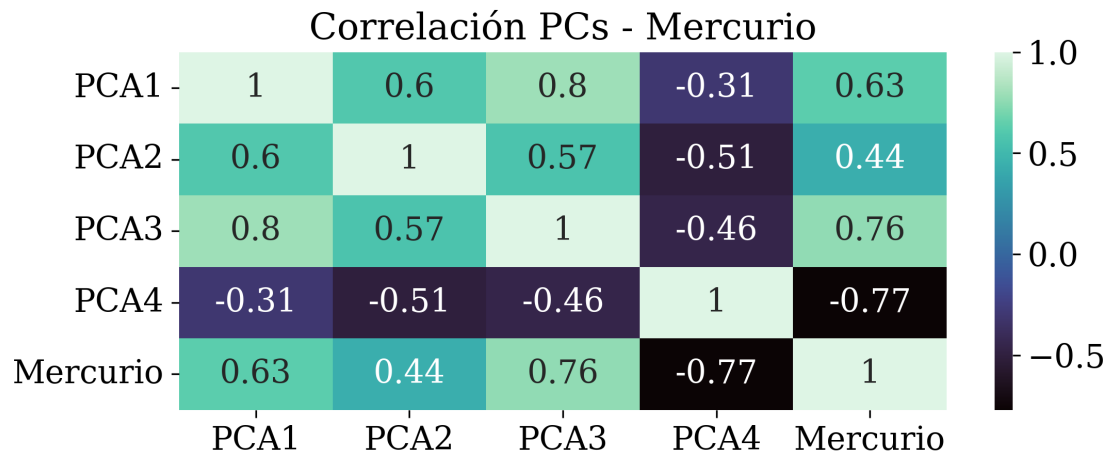 Correlación PCs - Mercurio
PCA1 1 0.6 0.8 -0.31 0.63
PCA2 0.6 1 0.57 -0.51 0.44
PCA3 0.8 0.57 1 -0.46 0.76
PCA4 -0.31 -0.51 -0.46 1 -0.77
Mercurio 0.63 0.44 0.76 -0.77 1
PCA1 PCA2 PCA3 PCA4 Mercurio
1.0
0.5
0.0
−0.5